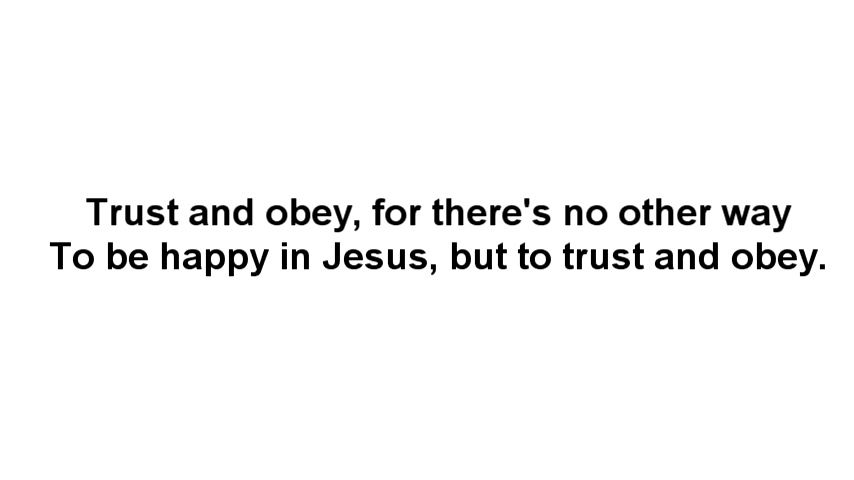 Trust and obey, for there's no other way
To be happy in Jesus, but to trust and obey.